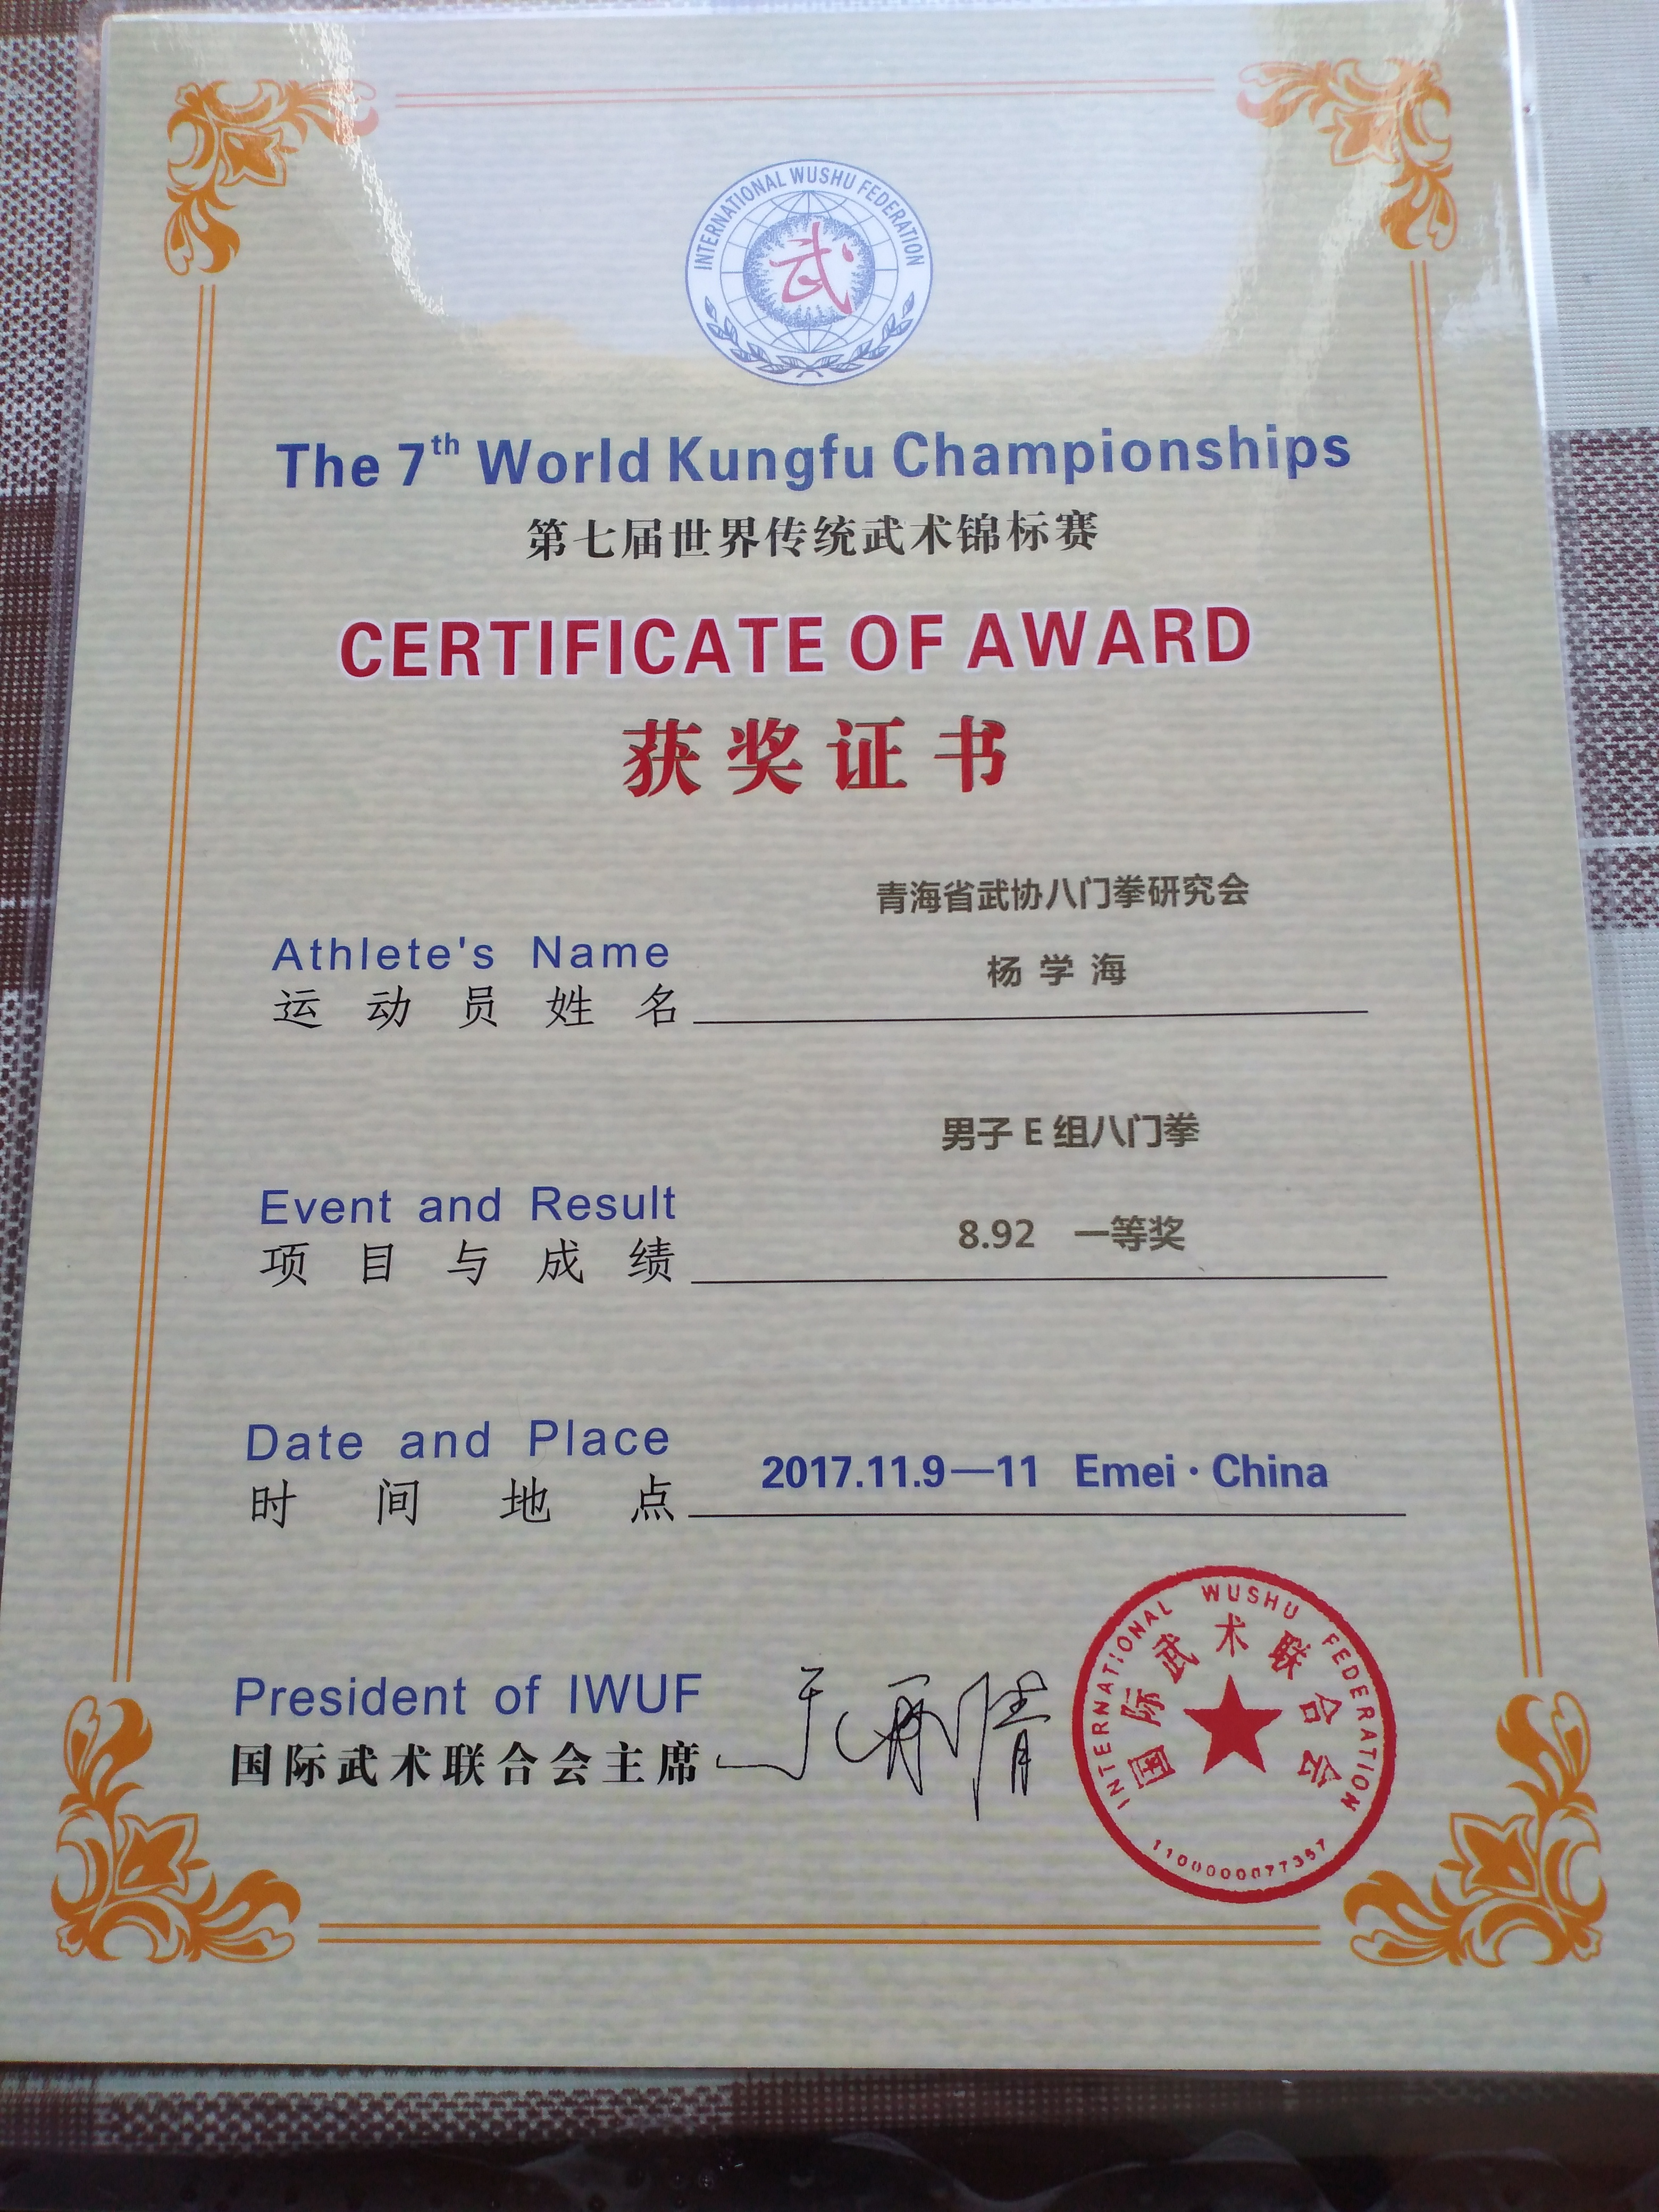 INTERNATIONAL WUSHU FEDERATION
武
The 7th World Kungfu Championships
第七届世界传统武术锦标赛
CERTIFICATE OF AWARD
获奖证书
青海省武协八门拳研究会
Athlete's Name
杨学海
运动员姓名
男子E组八门拳
Event and Result
8.92 一等奖
项目与成绩
Date and Place
2017.11.9—11 Emei·China
时间地点
President of IWUF
国际武术联合会主席
INTERNATIONAL WUSHU FEDERATION
国际武术联合会
1100000077357